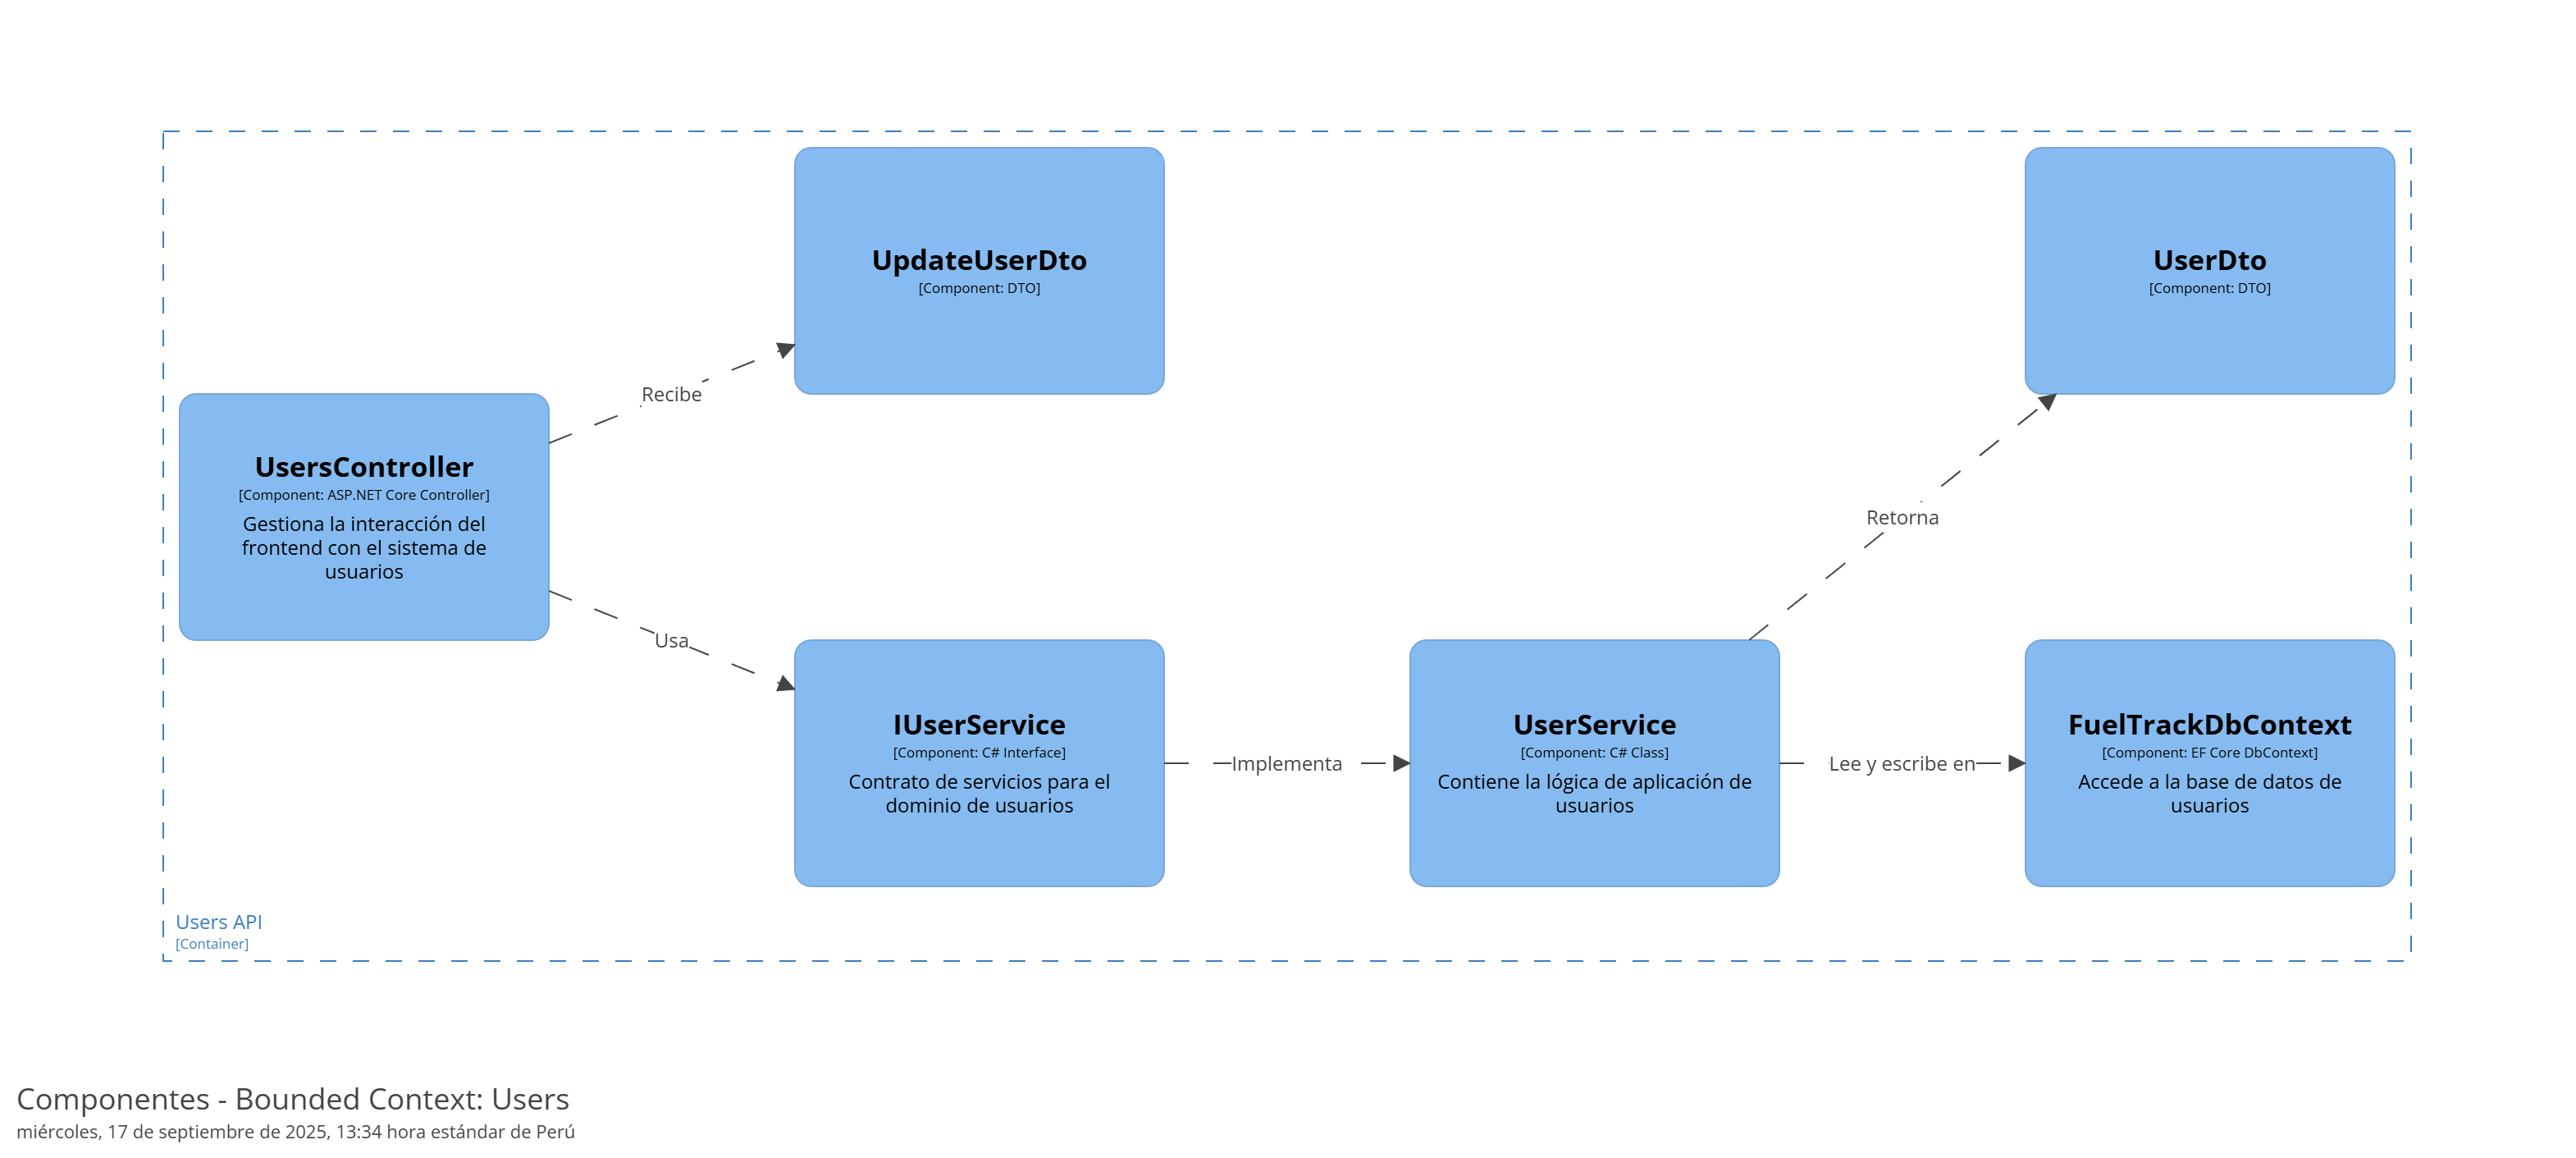 UpdateUserDto
[Component: DTO]
UserDto
[Component: DTO]
Recibe
UsersController
[Component: ASP.NET Core Controller]
Gestiona la interacción del
frontend con el sistema de
usuarios
Retorna
Usa
IUserService
[Component: C# Interface]
Contrato de servicios para el
dominio de usuarios
Implementa
UserService
[Component: C# Class]
Contiene la lógica de aplicación de
usuarios
Lee y escribe en
FuelTrackDbContext
[Component: EF Core DbContext]
Accede a la base de datos de
usuarios
Users API
[Container]
Componentes - Bounded Context: Users
miércoles, 17 de septiembre de 2025, 13:34 hora estándar de Perú